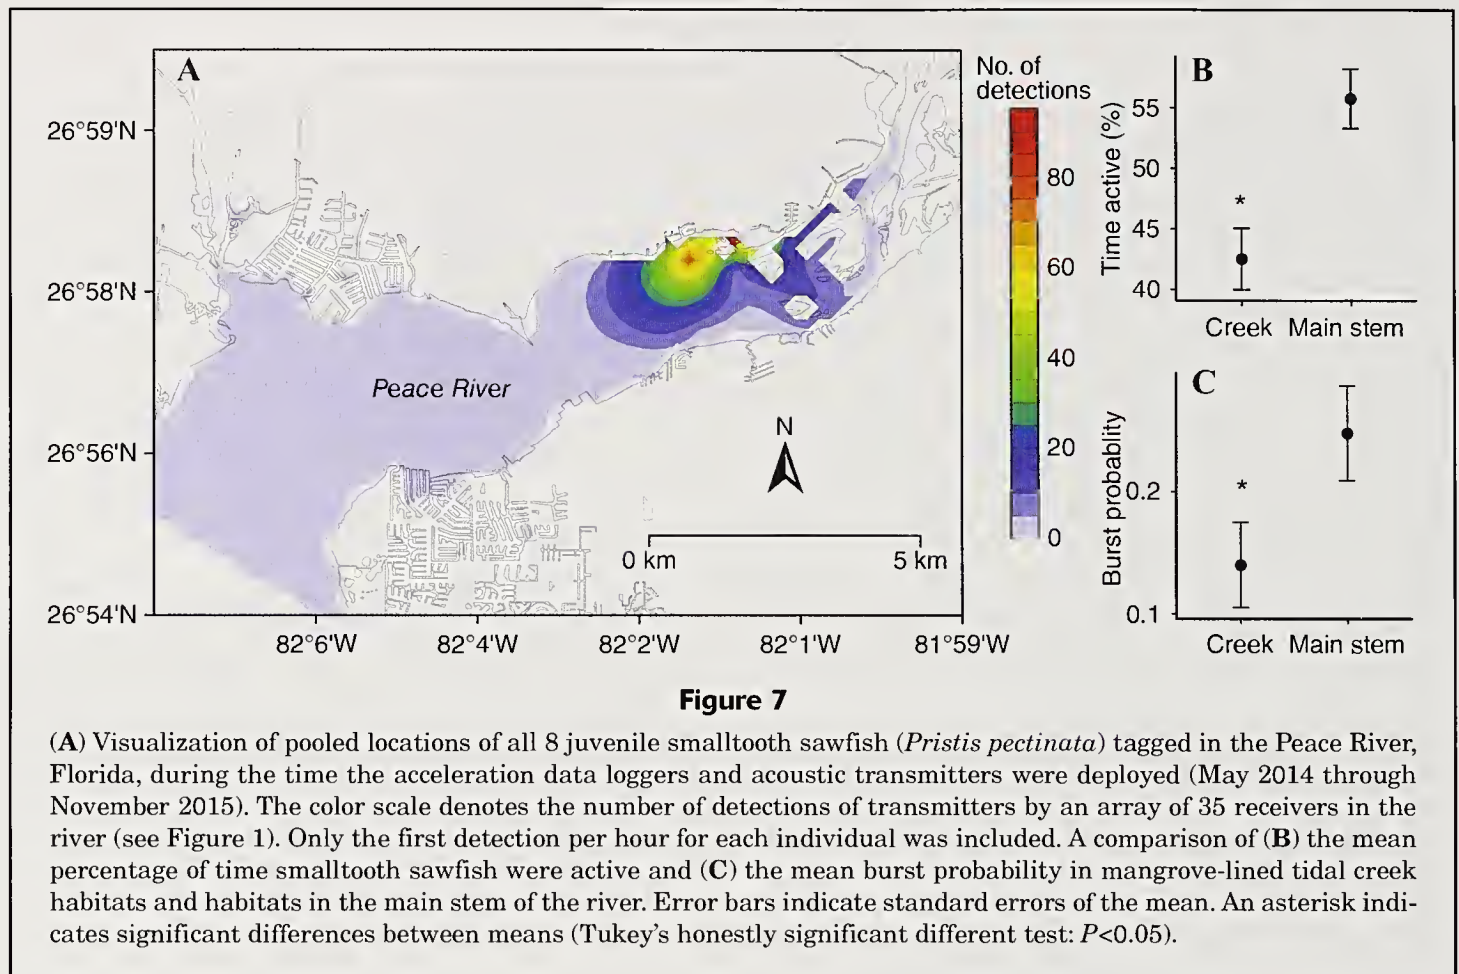 A
No. of
detections
80
60
40
20
0
26°59'N
26°58'N
26°56'N
26°54'N
82°6'W
82°4'W
82°2'W
82°1'W
81°59'W
Peace River
N
0 km
5 km
B
Time active (%)
55
50
45
40
*
Creek
Main stem
C
Burst probablity
0.2
0.1
*
Creek
Main stem
Figure 7
(A) Visualization of pooled locations of all 8 juvenile smalltooth sawfish (Pristis pectinata) tagged in the Peace River,
Florida, during the time the acceleration data loggers and acoustic transmitters were deployed (May 2014 through
November 2015). The color scale denotes the number of detections of transmitters by an array of 35 receivers in the
river (see Figure 1). Only the first detection per hour for each individual was included. A comparison of (B) the mean
percentage of time smalltooth sawfish were active and (C) the mean burst probability in mangrove-lined tidal creek
habitats and habitats in the main stem of the river. Error bars indicate standard errors of the mean. An asterisk indi-
cates significant differences between means (Tukey's honestly significant different test: P<0.05).